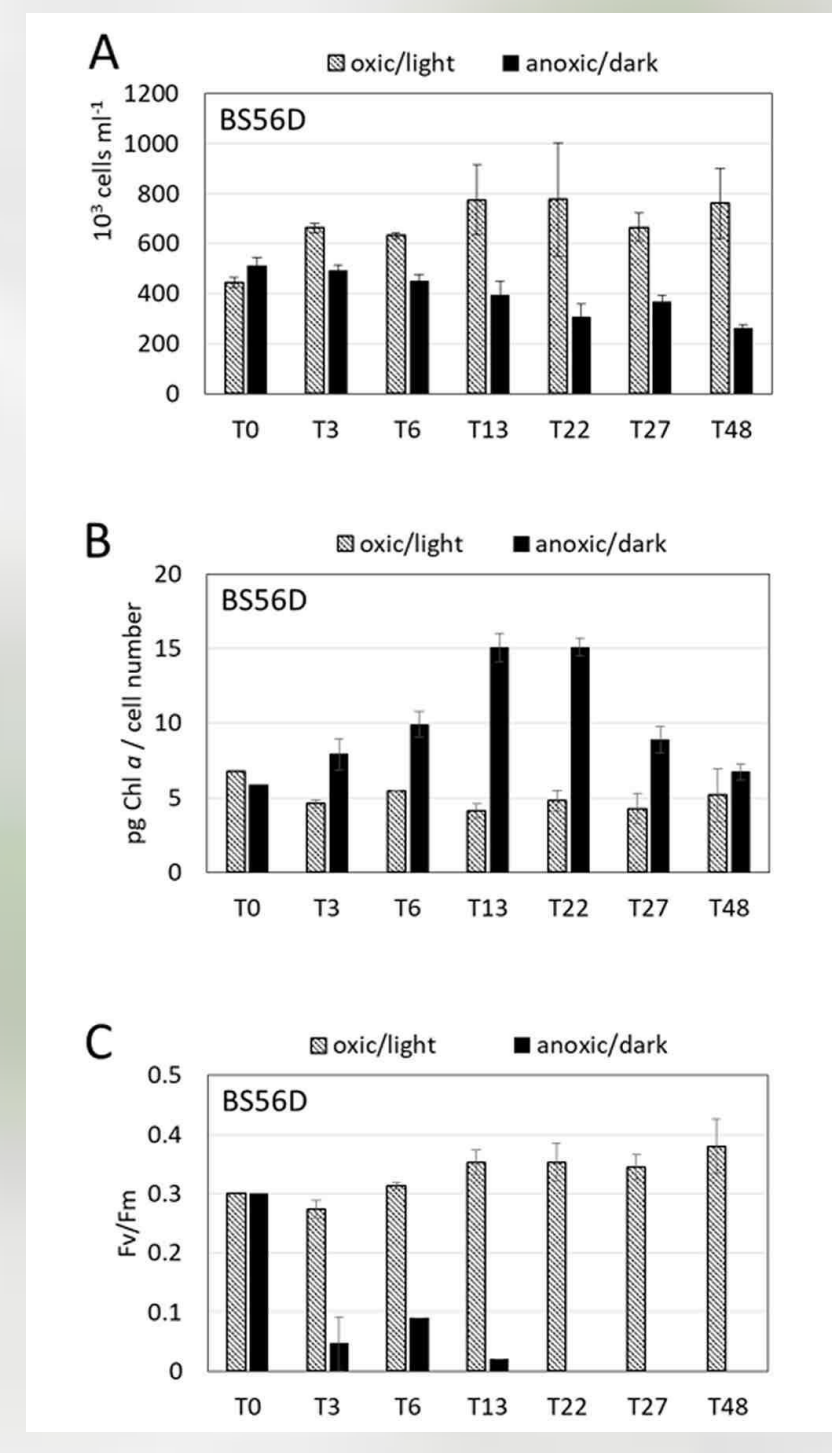 A
oxic/light anoxic/dark
BS56D
10³ cells ml⁻¹
1200
1000
800
600
400
200
0
T0 T3 T6 T13 T22 T27 T48
B
oxic/light anoxic/dark
BS56D
pg Chl a / cell number
20
15
10
5
0
T0 T3 T6 T13 T22 T27 T48
C
oxic/light anoxic/dark
BS56D
Fv/Fm
0.5
0.4
0.3
0.2
0.1
0
T0 T3 T6 T13 T22 T27 T48